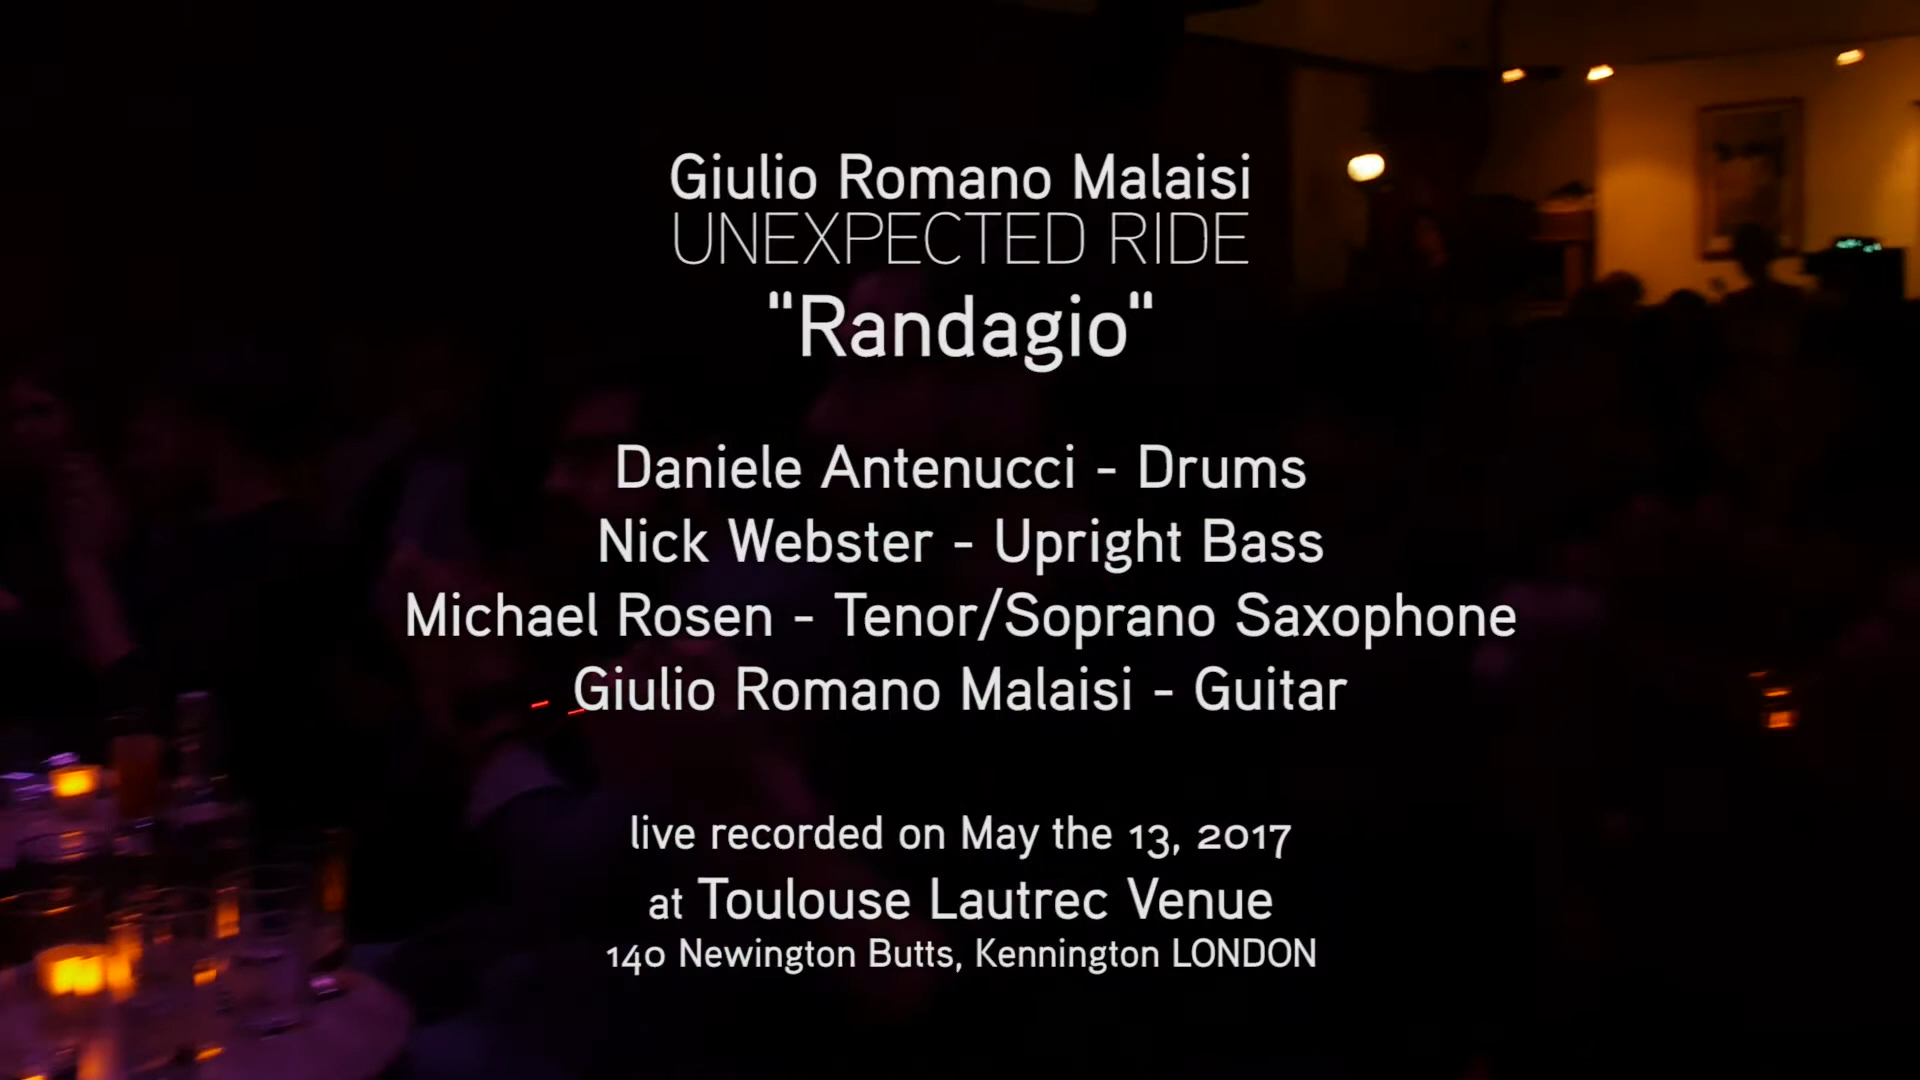 Giulio Romano Malaisi
UNEXPECTED RIDE
"Randagio"
Daniele Antenucci - Drums
Nick Webster - Upright Bass
Michael Rosen - Tenor/Soprano Saxophone
Giulio Romano Malaisi - Guitar
live recorded on May the 13, 2017
at Toulouse Lautrec Venue
140 Newington Butts, Kennington LONDON